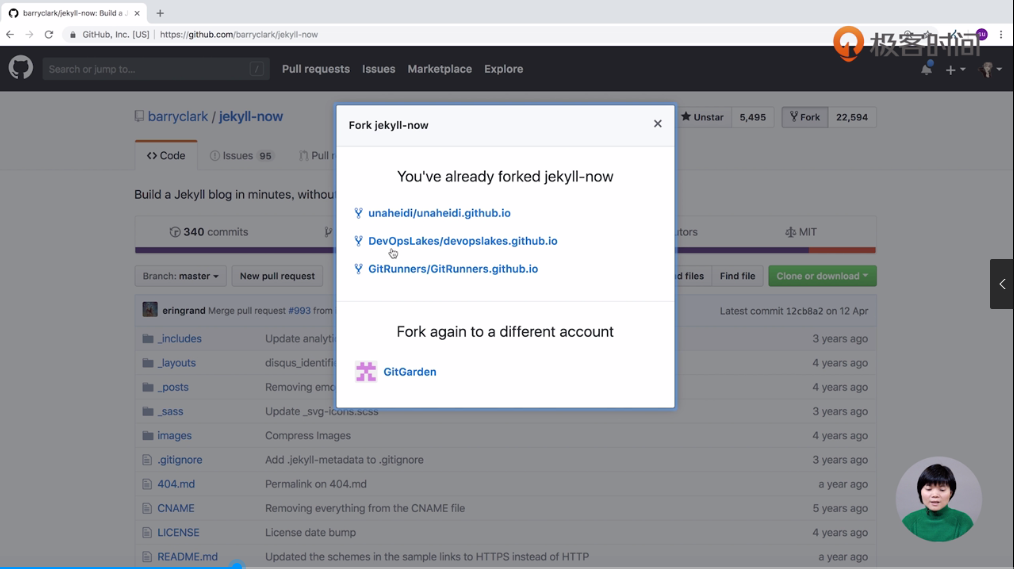 barryclark/jekyll-now: Build a J
GitHub, Inc. [US] | https://github.com/barryclark/jekyll-now
极客时间
Search or jump to... /
Pull requests Issues Marketplace Explore
barryclark / jekyll-now
Unstar 5,495 Fork 22,594
Code Issues 95 Pull r
Build a Jekyll blog in minutes, without
340 commits
MIT
Branch: master New pull request
Find file Clone or download
eringrand Merge pull request #993 from
Latest commit 12cb8a2 on 12 Apr
_includes Update analyti 3 years ago
_layouts disqus_identifi 4 years ago
_posts Removing emo 4 years ago
_sass Update _svg-icons.scss 3 years ago
images Compress Images 4 years ago
.gitignore Add .jekyll-metadata to .gitignore 3 years ago
404.md Permalink on 404.md a year ago
CNAME Removing everything from the CNAME file 5 years ago
LICENSE License date bump 4 years ago
README.md Updated the schemes in the sample links to HTTPS instead of HTTP a year ago
Fork jekyll-now
You've already forked jekyll-now
unaheidi/unaheidi.github.io
DevOpsLakes/devopslakes.github.io
GitRunners/GitRunners.github.io
Fork again to a different account
GitGarden